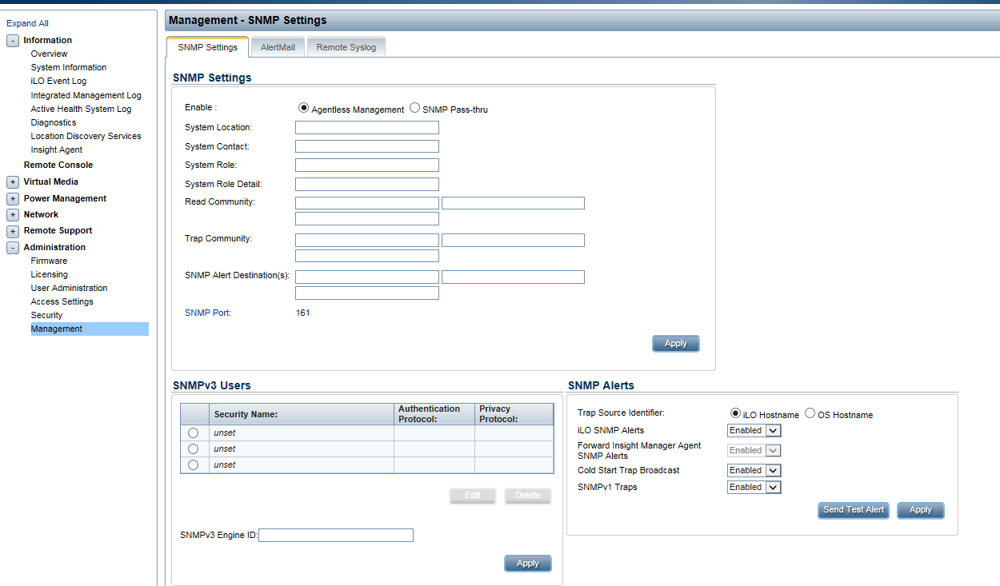 Expand All
- Information
Overview
System Information
iLO Event Log
Integrated Management Log
Active Health System Log
Diagnostics
Location Discovery Services
Insight Agent
Remote Console
+ Virtual Media
+ Power Management
+ Network
+ Remote Support
- Administration
Firmware
Licensing
User Administration
Access Settings
Security
Management
Management - SNMP Settings
SNMP Settings AlertMail Remote Syslog
SNMP Settings
Enable : Agentless Management SNMP Pass-thru
System Location:
System Contact:
System Role:
System Role Detail:
Read Community:
Trap Community:
SNMP Alert Destination(s):
SNMP Port: 161
Apply
SNMPv3 Users
Security Name: Authentication Protocol: Privacy Protocol:
unset
unset
unset
Edit Delete
SNMPv3 Engine ID:
Apply
SNMP Alerts
Trap Source Identifier: iLO Hostname OS Hostname
iLO SNMP Alerts Enabled
Forward Insight Manager Agent
SNMP Alerts Enabled
Cold Start Trap Broadcast Enabled
SNMPv1 Traps Enabled
Send Test Alert Apply